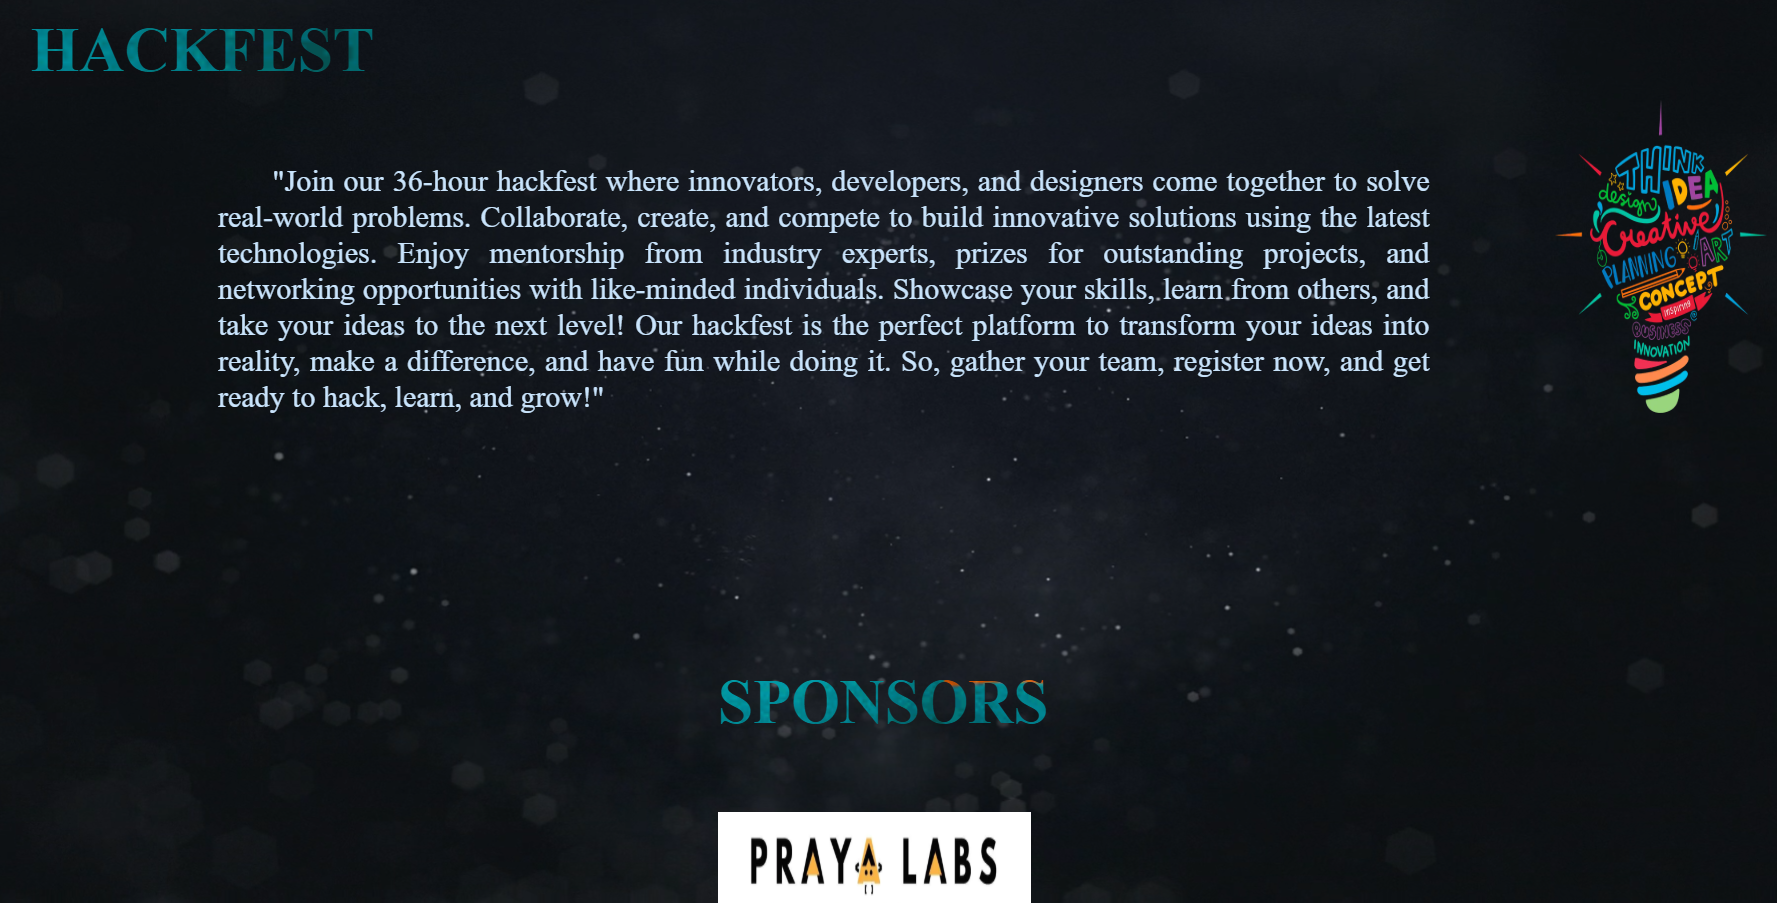 HACKFEST
"Join our 36-hour hackfest where innovators, developers, and designers come together to solve
real-world problems. Collaborate, create, and compete to build innovative solutions using the latest
technologies. Enjoy mentorship from industry experts, prizes for outstanding projects, and
networking opportunities with like-minded individuals. Showcase your skills, learn from others, and
take your ideas to the next level! Our hackfest is the perfect platform to transform your ideas into
reality, make a difference, and have fun while doing it. So, gather your team, register now, and get
ready to hack, learn, and grow!"
THINK
design
IDEA
Creative
PLANNING
ART
CONCEPT
inspiring
BUSINESS
INNOVATION
SPONSORS
PRAYA LABS